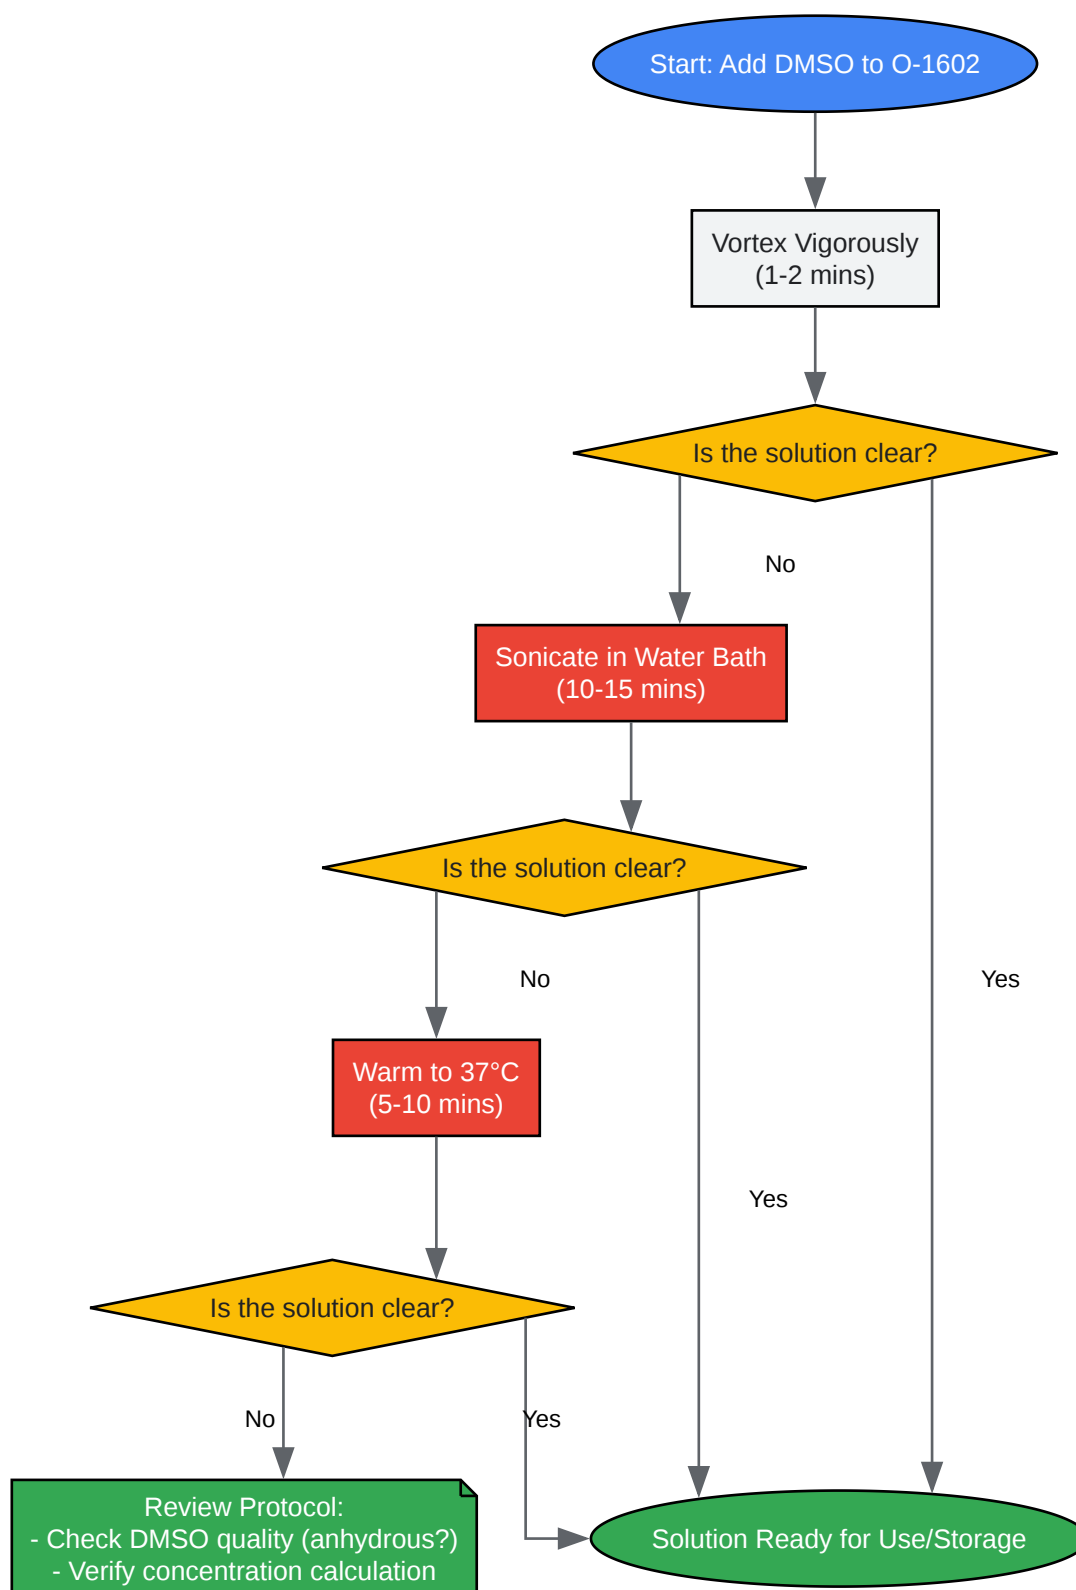 Start: Add DMSO to O-1602
Vortex Vigorously
(1-2 mins)
Is the solution clear?
No
Sonicate in Water Bath
(10-15 mins)
Is the solution clear?
No
Yes
Warm to 37°C
(5-10 mins)
Yes
Is the solution clear?
No
Yes
Review Protocol:
- Check DMSO quality (anhydrous?)
- Verify concentration calculation
Solution Ready for Use/Storage